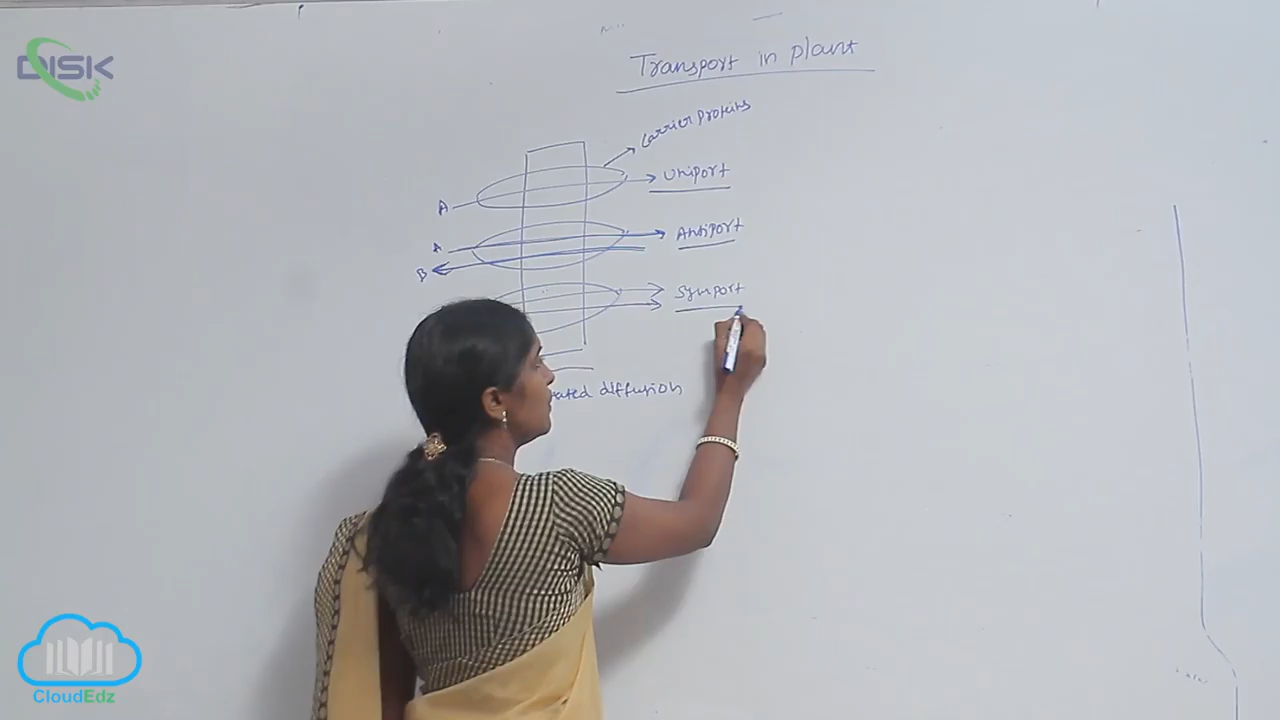 DISK
Transport in plant
carrier proteins
A
uniport
A
Antiport
B
symport
diffusion
CloudEdz